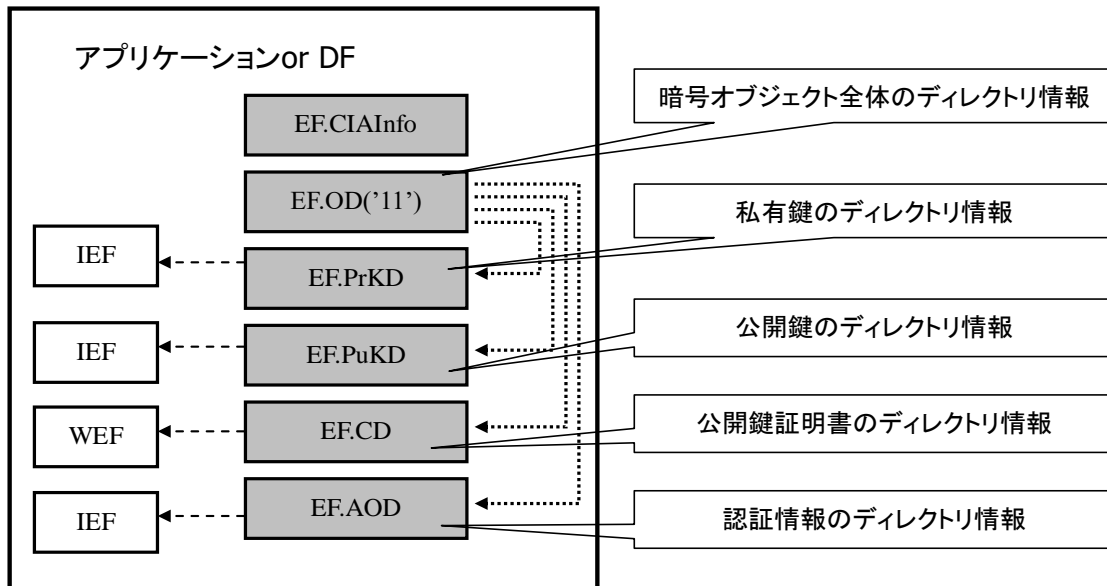 アプリケーションor DF
EF.CIAInfo
EF.OD('11')
IEF
EF.PrKD
IEF
EF.PuKD
WEF
EF.CD
IEF
EF.AOD
暗号オブジェクト全体のディレクトリ情報
私有鍵のディレクトリ情報
公開鍵のディレクトリ情報
公開鍵証明書のディレクトリ情報
認証情報のディレクトリ情報